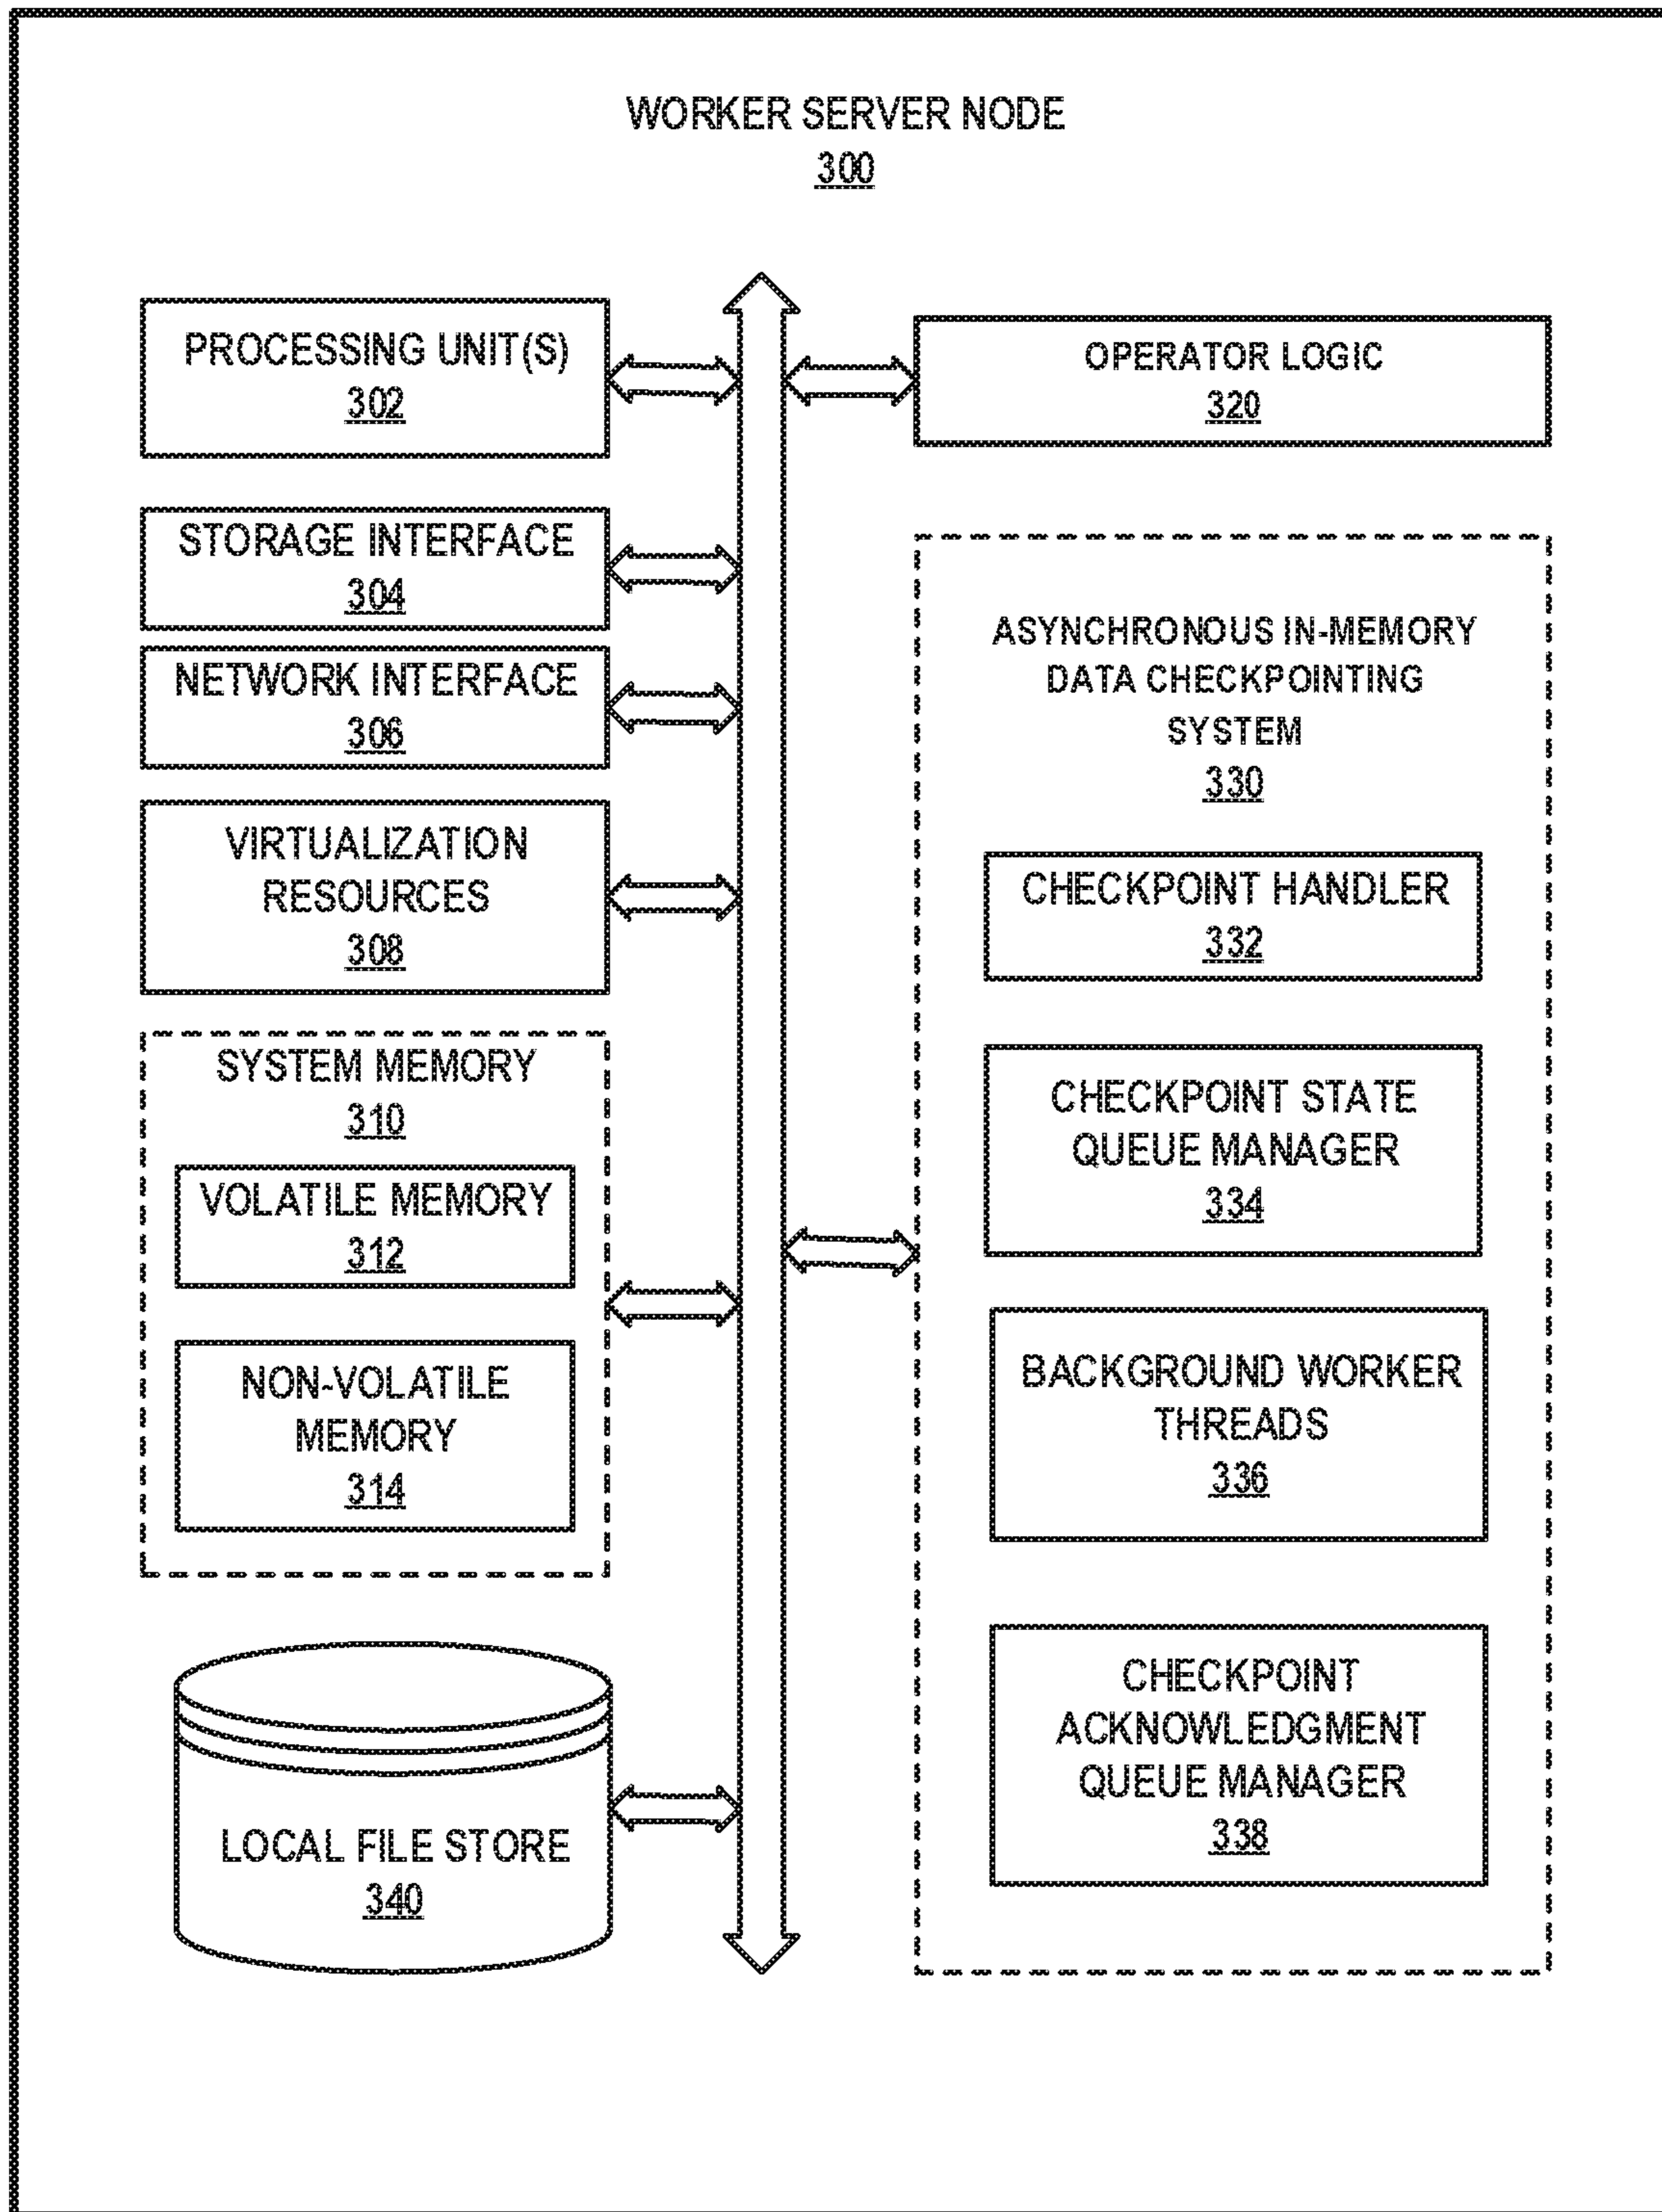 WORKER SERVER NODE
300
PROCESSING UNIT(S)
302
STORAGE INTERFACE
304
NETWORK INTERFACE
306
VIRTUALIZATION
RESOURCES
308
SYSTEM MEMORY
310
VOLATILE MEMORY
312
NON-VOLATILE
MEMORY
314
LOCAL FILE STORE
340
OPERATOR LOGIC
320
ASYNCHRONOUS IN-MEMORY
DATA CHECKPOINTING
SYSTEM
330
CHECKPOINT HANDLER
332
CHECKPOINT STATE
QUEUE MANAGER
334
BACKGROUND WORKER
THREADS
336
CHECKPOINT
ACKNOWLEDGMENT
QUEUE MANAGER
338